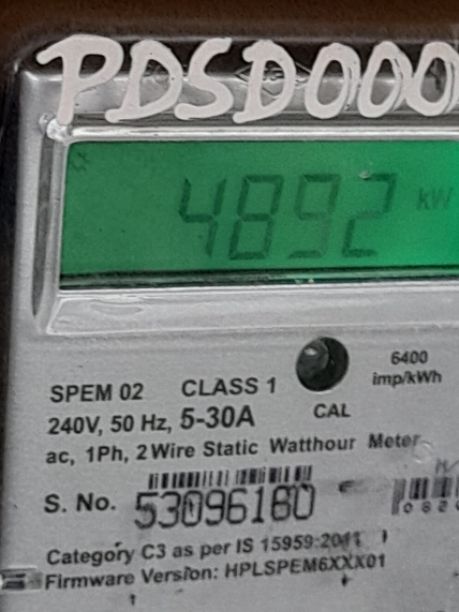 PDSD000
4892 kW
6400
imp/kWh
SPEM 02 CLASS 1
CAL
240V, 50 Hz, 5-30A
ac, 1Ph, 2 Wire Static Watthour Meter
S. No. 53096180
Category C3 as per IS 15959:2011
Firmware Version: HPLSPEM6XXX01